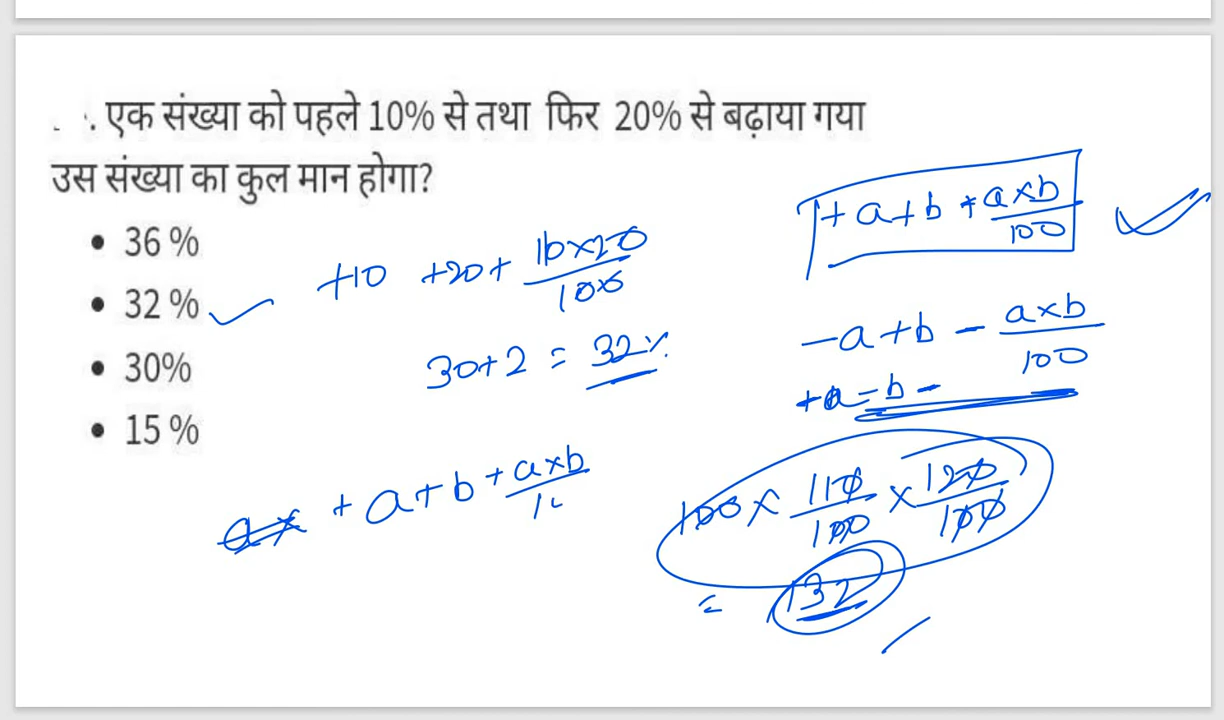 . एक संख्या को पहले 10% से तथा फिर 20% से बढ़ाया गया
उस संख्या का कुल मान होगा?
• 36 %
• 32 %
• 30%
• 15 %
+10 +20 + 10×20/100
30+2 = 32%
+ a + b + a×b/100
- a + b - a×b/100
+a - b -
+ a + b + a×b/10
100 × 110/100 × 120/100
= 132